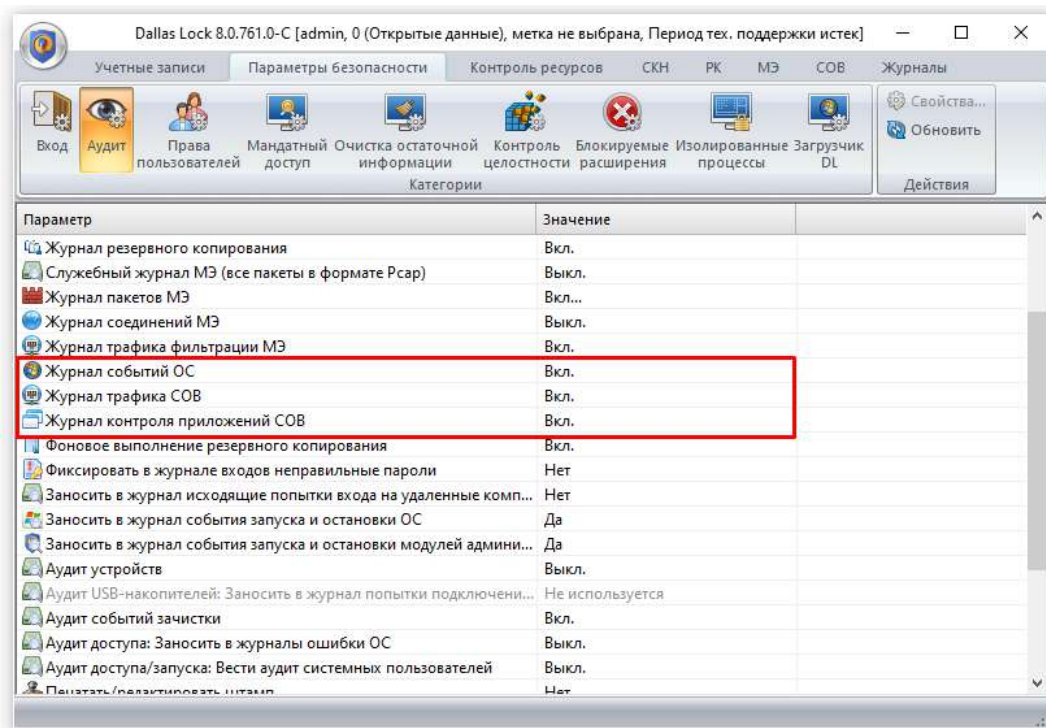 Dallas Lock 8.0.761.0-C [admin, 0 (Открытые данные), метка не выбрана, Период тех. поддержки истек]
Учетные записи Параметры безопасности Контроль ресурсов СКН РК МЭ СОВ Журналы
Вход Аудит Права пользователей Мандатный доступ Очистка остаточной информации Контроль целостности Блокируемые расширения Изолированные процессы Загрузчик DL
Свойства...
Обновить
Категории Действия
Параметр Значение
Журнал резервного копирования Вкл.
Служебный журнал МЭ (все пакеты в формате Pcap) Выкл.
Журнал пакетов МЭ Вкл...
Журнал соединений МЭ Выкл.
Журнал трафика фильтрации МЭ Вкл.
Журнал событий ОС Вкл.
Журнал трафика СОВ Вкл.
Журнал контроля приложений СОВ Вкл.
Фоновое выполнение резервного копирования Вкл.
Фиксировать в журнале входов неправильные пароли Нет
Заносить в журнал исходящие попытки входа на удаленные комп... Нет
Заносить в журнал события запуска и остановки ОС Да
Заносить в журнал события запуска и остановки модулей админи... Да
Аудит устройств Выкл.
Аудит USB-накопителей: Заносить в журнал попытки подключени... Не используется
Аудит событий зачистки Вкл.
Аудит доступа: Заносить в журналы ошибки ОС Выкл.
Аудит доступа/запуска: Вести аудит системных пользователей Выкл.
Печатать/редактировать штамп Нет